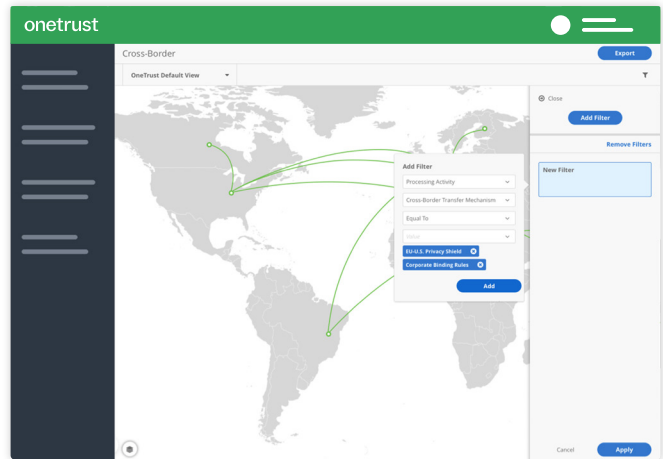 onetrust
Cross-Border
Export
OneTrust Default View
Close
Add Filter
Remove Filters
New Filter
Add Filter
Processing Activity
Cross-Border Transfer Mechanism
Equal To
Value
EU-U.S. Privacy Shield
Corporate Binding Rules
Add
Cancel
Apply